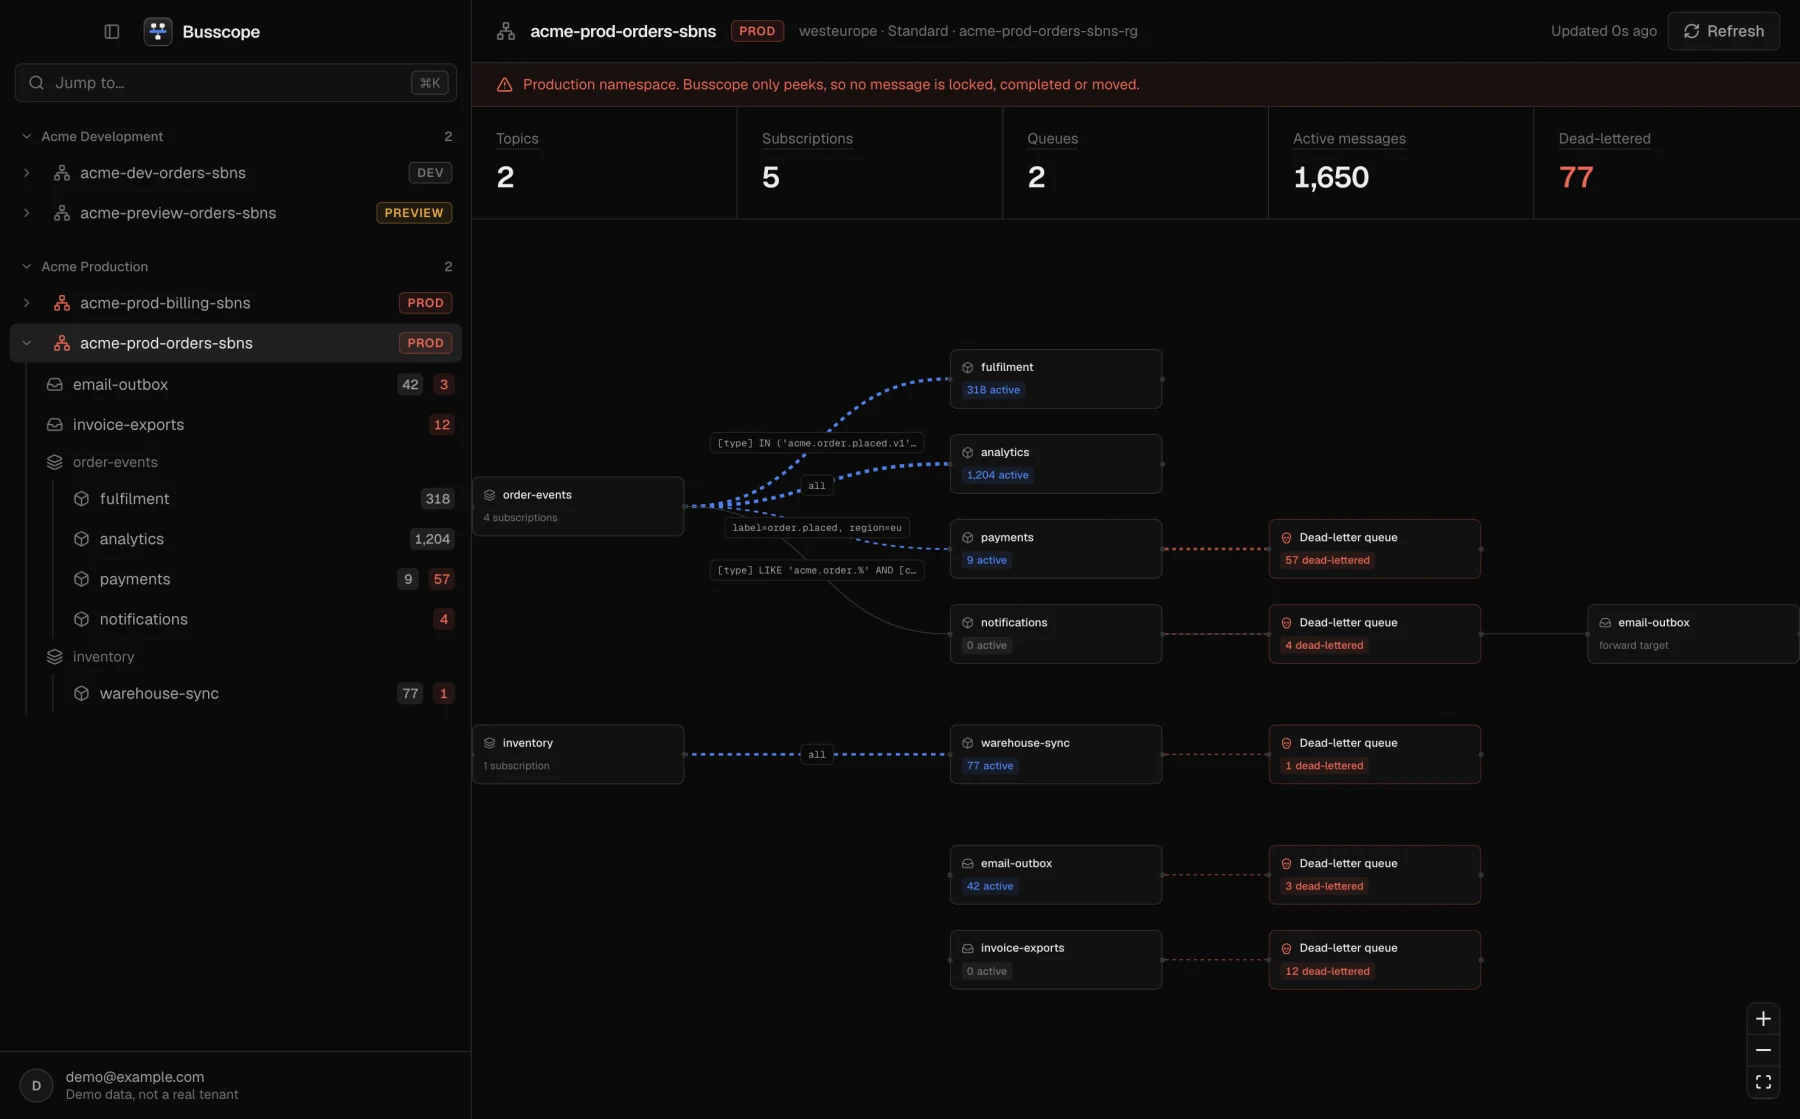 Busscope
Jump to...
⌘K
Acme Development
2
acme-dev-orders-sbns
DEV
acme-preview-orders-sbns
PREVIEW
Acme Production
2
acme-prod-billing-sbns
PROD
acme-prod-orders-sbns
PROD
email-outbox
42
3
invoice-exports
12
order-events
fulfilment
318
analytics
1,204
payments
9
57
notifications
4
inventory
warehouse-sync
77
1
D
demo@example.com
Demo data, not a real tenant
acme-prod-orders-sbns
PROD
westeurope · Standard · acme-prod-orders-sbns-rg
Updated 0s ago
Refresh
Production namespace. Busscope only peeks, so no message is locked, completed or moved.
Topics
2
Subscriptions
5
Queues
2
Active messages
1,650
Dead-lettered
77
order-events
4 subscriptions
[type] IN ('acme.order.placed.v1'…
all
label=order.placed, region=eu
[type] LIKE 'acme.order.%' AND [c…
fulfilment
318 active
analytics
1,204 active
payments
9 active
Dead-letter queue
57 dead-lettered
notifications
0 active
Dead-letter queue
4 dead-lettered
email-outbox
forward target
inventory
1 subscription
all
warehouse-sync
77 active
Dead-letter queue
1 dead-lettered
email-outbox
42 active
Dead-letter queue
3 dead-lettered
invoice-exports
0 active
Dead-letter queue
12 dead-lettered